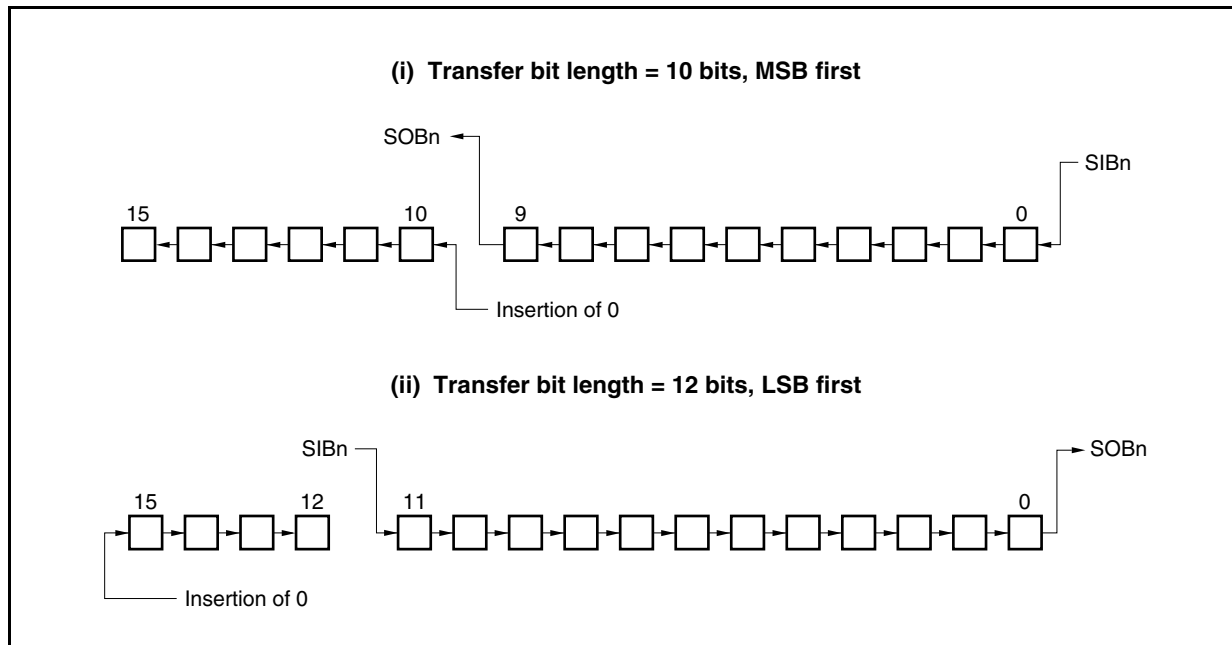 (i) Transfer bit length = 10 bits, MSB first
SOBn
SIBn
15 10 9 0
Insertion of 0
(ii) Transfer bit length = 12 bits, LSB first
SIBn SOBn
15 12 11 0
Insertion of 0